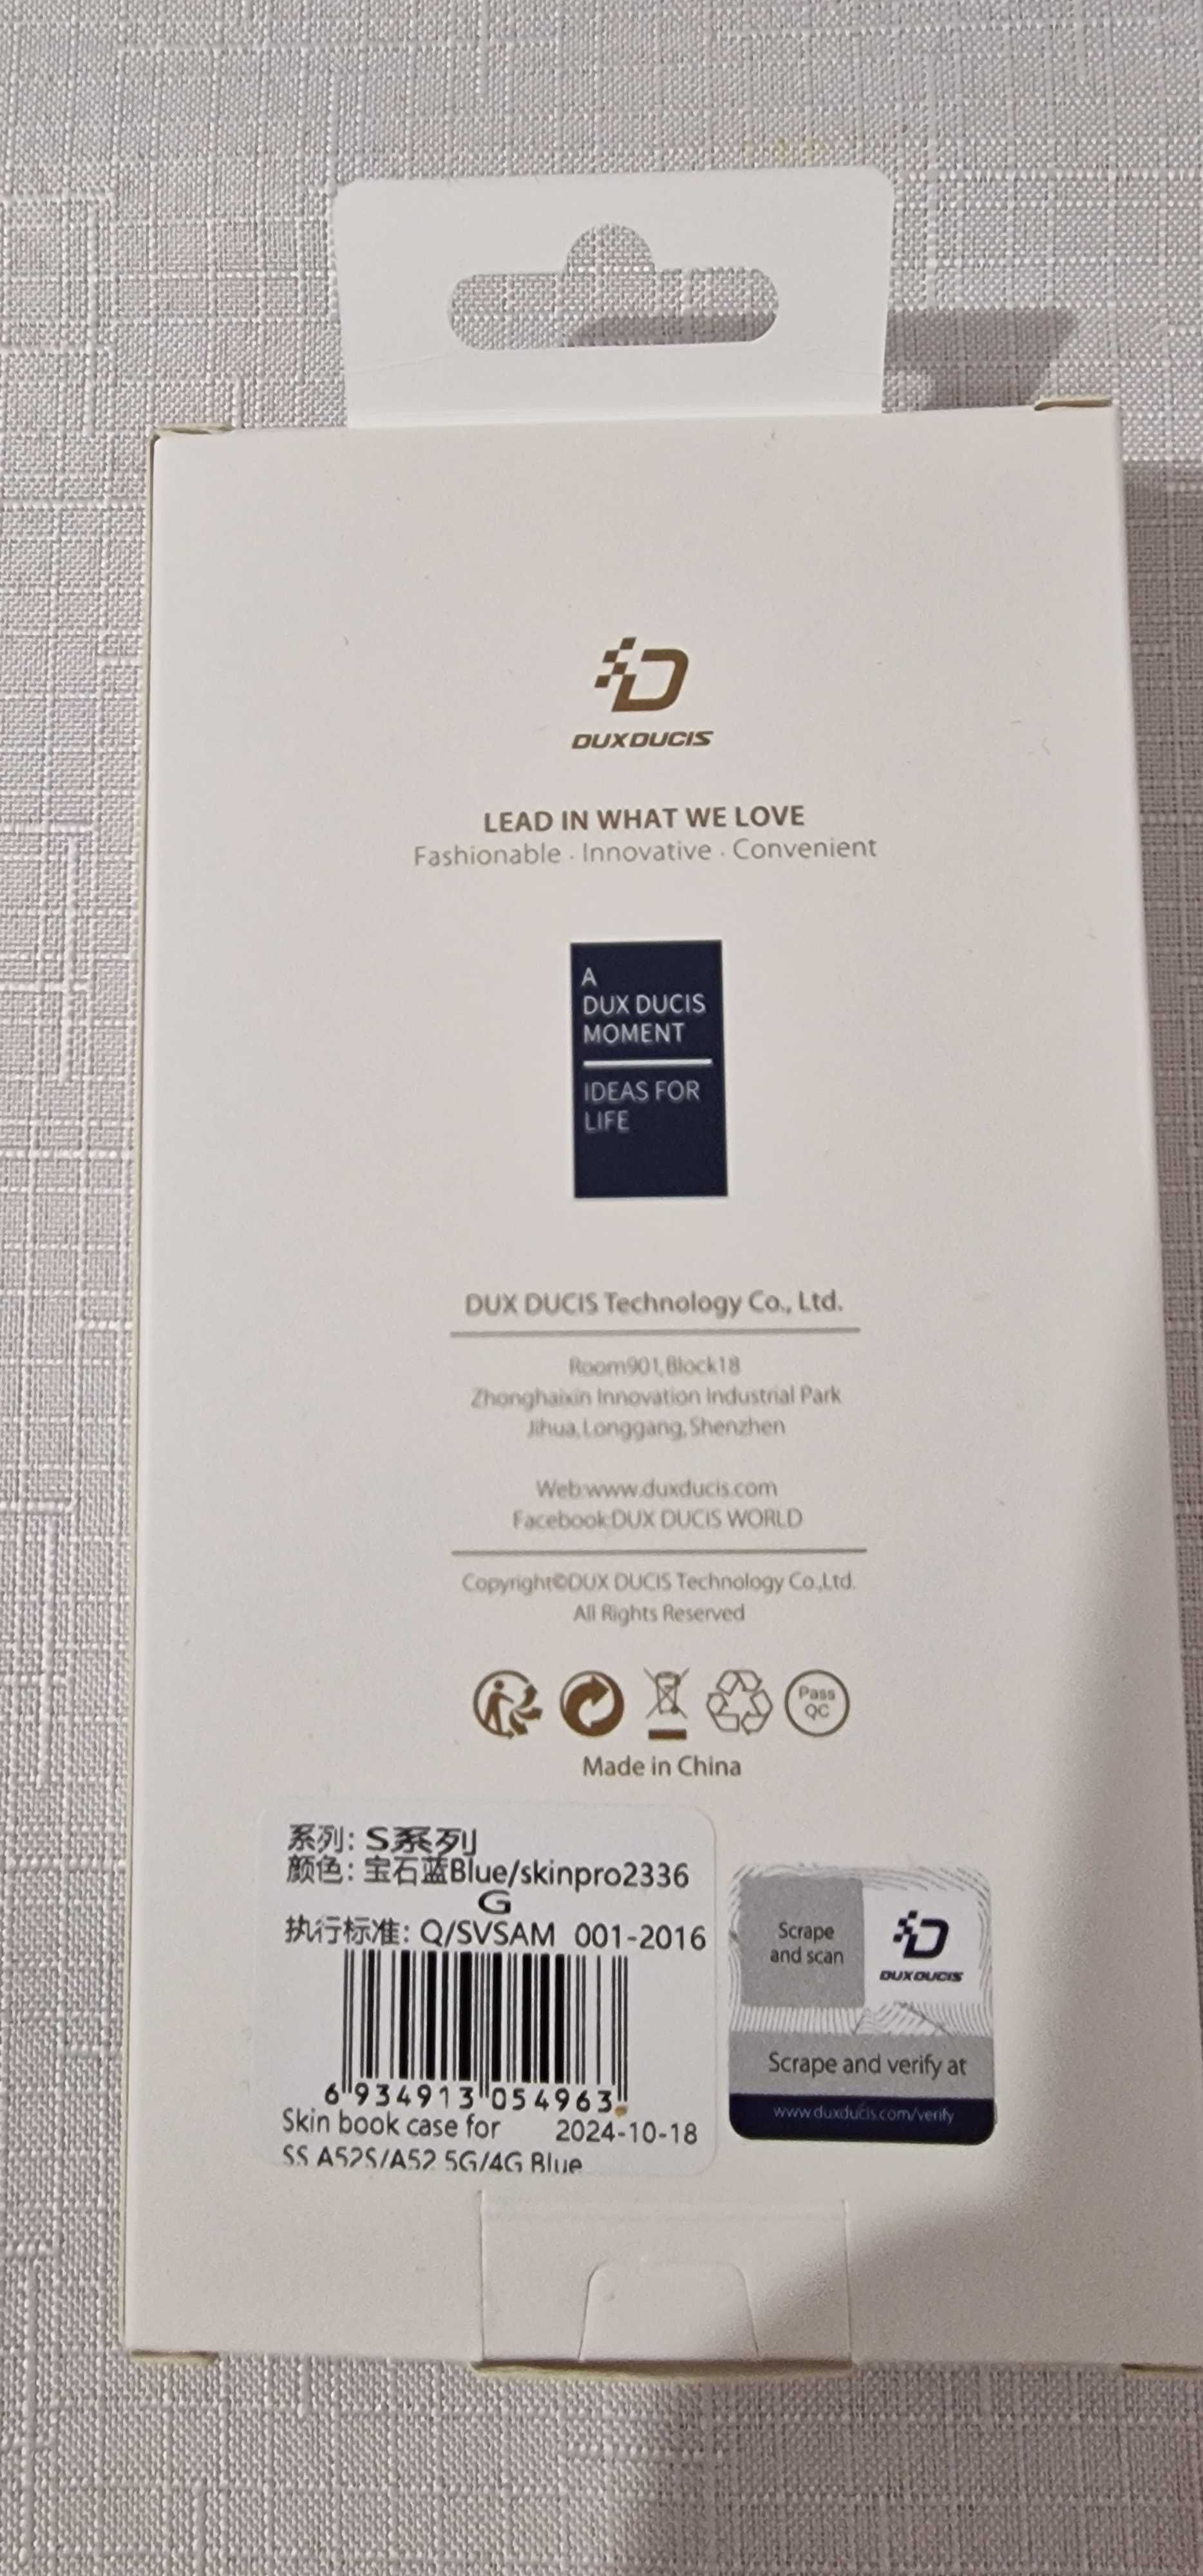 DUXDUCIS
LEAD IN WHAT WE LOVE
Fashionable · Innovative · Convenient
A
DUX DUCIS
MOMENT
IDEAS FOR
LIFE
DUX DUCIS Technology Co., Ltd.
Room901,Block18
Zhonghaixin Innovation Industrial Park
Jihua,Longgang,Shenzhen
Web:www.duxducis.com
Facebook:DUX DUCIS WORLD
Copyright©DUX DUCIS Technology Co.,Ltd.
All Rights Reserved
Pass
QC
Made in China
系列: S系列
颜色: 宝石蓝Blue/skinpro2336
G
执行标准: Q/SVSAM 001-2016
6 934913 054963
Skin book case for 2024-10-18
SS A52S/A52 5G/4G Blue
Scrape
and scan
DUXDUCIS
Scrape and verify at
www.duxducis.com/verify